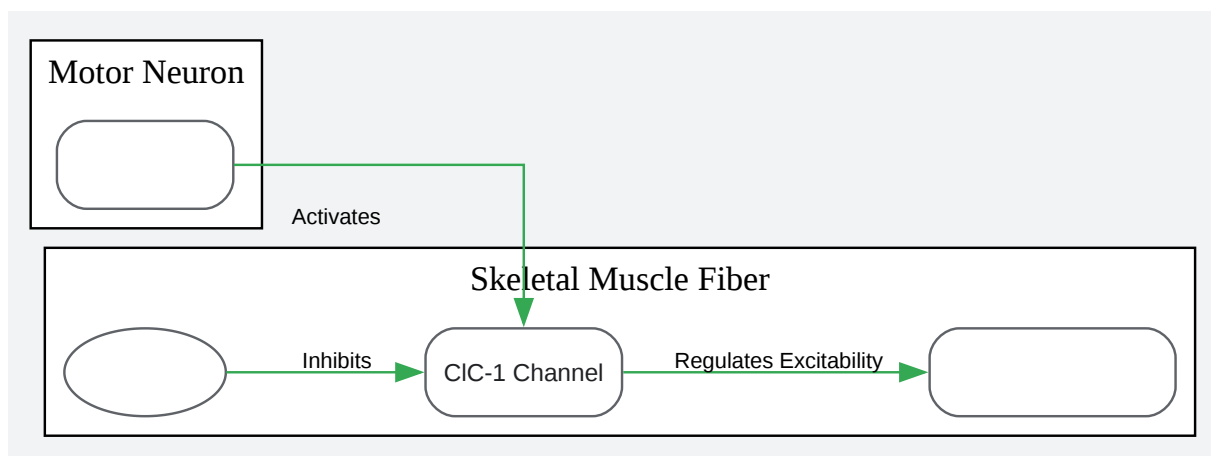 Motor Neuron
Activates
Skeletal Muscle Fiber
Inhibits
ClC-1 Channel
Regulates Excitability